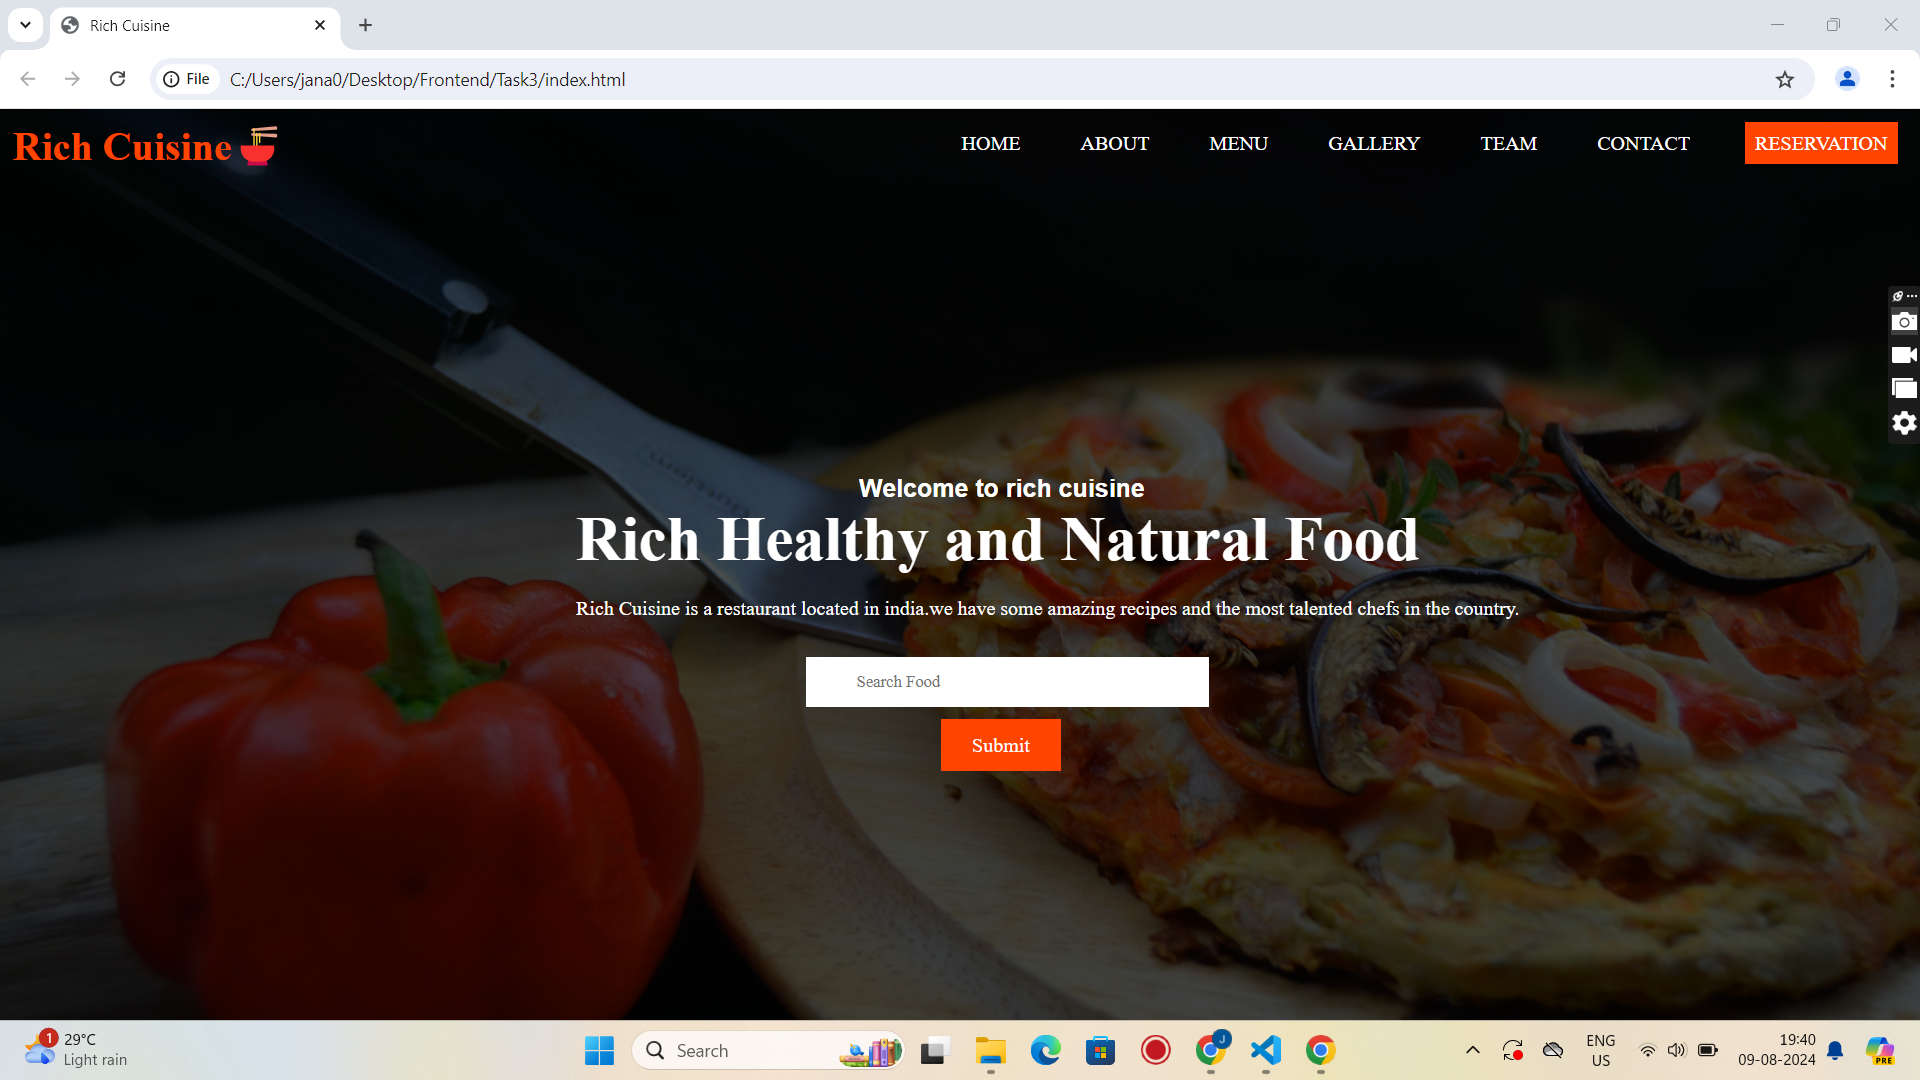 Rich Cuisine
File
C:/Users/jana0/Desktop/Frontend/Task3/index.html
Rich Cuisine
HOME ABOUT MENU GALLERY TEAM CONTACT RESERVATION
Welcome to rich cuisine
Rich Healthy and Natural Food
Rich Cuisine is a restaurant located in india.we have some amazing recipes and the most talented chefs in the country.
Search Food
Submit
1
29°C
Light rain
Search
J
ENG
US
19:40
09-08-2024
PRE